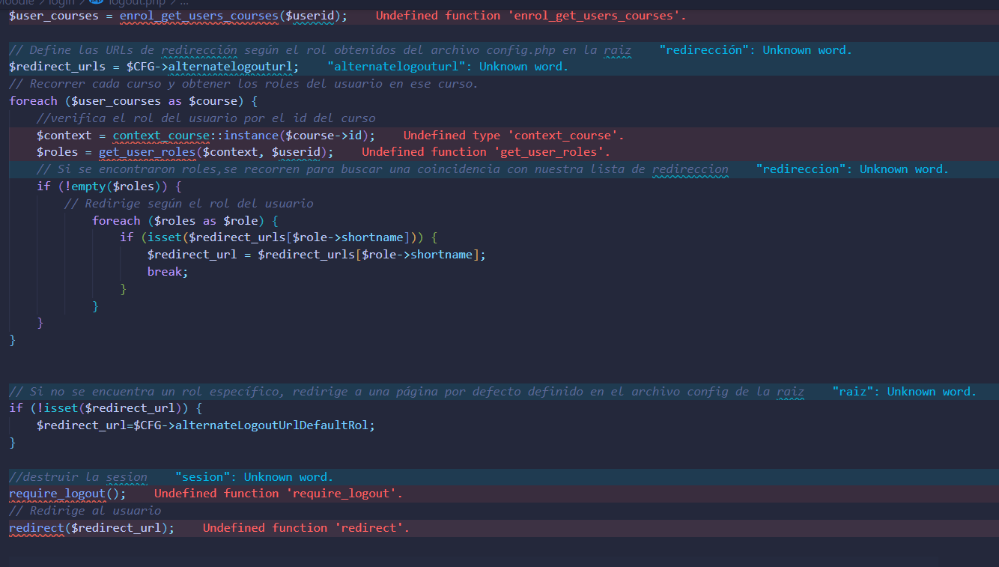 Moodle > login > logout.php > ...
$user_courses = enrol_get_users_courses($userid);    Undefined function 'enrol_get_users_courses'.
// Define las URLs de redirección según el rol obtenidos del archivo config.php en la raiz    "redirección": Unknown word.
$redirect_urls = $CFG->alternatelogouturl;    "alternatelogouturl": Unknown word.
// Recorrer cada curso y obtener los roles del usuario en ese curso.
foreach ($user_courses as $course) {
    //verifica el rol del usuario por el id del curso
    $context = context_course::instance($course->id);    Undefined type 'context_course'.
    $roles = get_user_roles($context, $userid);    Undefined function 'get_user_roles'.
    // Si se encontraron roles,se recorren para buscar una coincidencia con nuestra lista de redireccion    "redireccion": Unknown word.
    if (!empty($roles)) {
        // Redirige según el rol del usuario
            foreach ($roles as $role) {
                if (isset($redirect_urls[$role->shortname])) {
                    $redirect_url = $redirect_urls[$role->shortname];
                    break;
                }
            }
    }
}
// Si no se encuentra un rol específico, redirige a una página por defecto definido en el archivo config de la raiz    "raiz": Unknown word.
if (!isset($redirect_url)) {
    $redirect_url=$CFG->alternateLogoutUrlDefaultRol;
}
//destruir la sesion    "sesion": Unknown word.
require_logout();    Undefined function 'require_logout'.
// Redirige al usuario
redirect($redirect_url);    Undefined function 'redirect'.